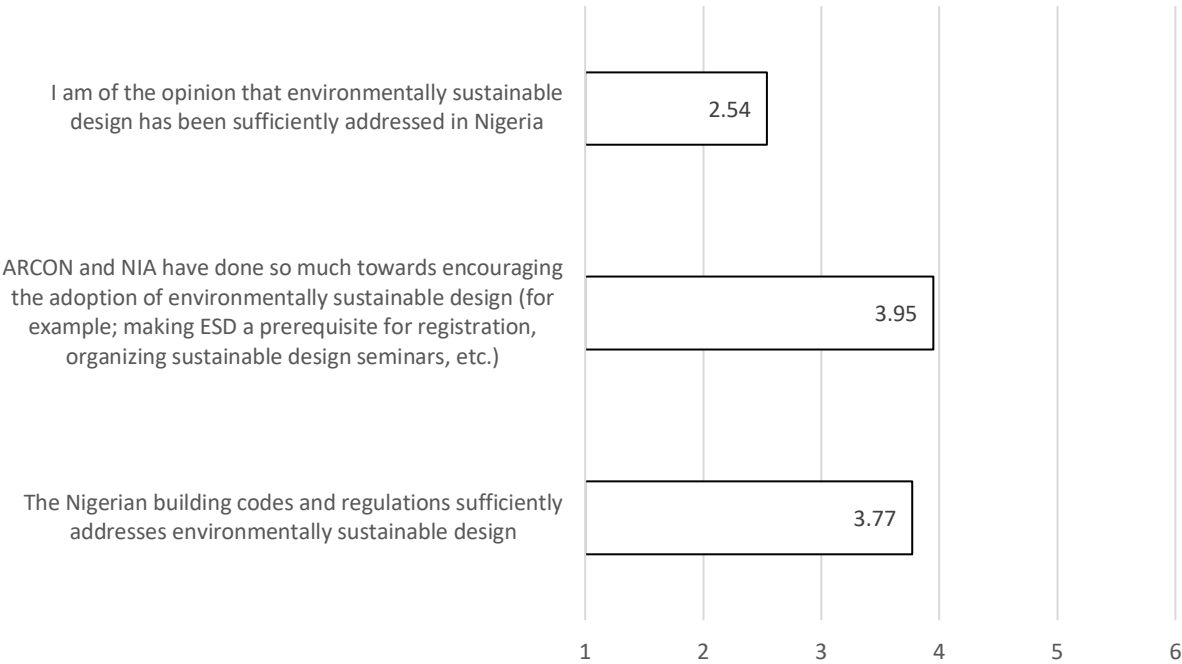 I am of the opinion that environmentally sustainable
design has been sufficiently addressed in Nigeria
2.54
ARCON and NIA have done so much towards encouraging
the adoption of environmentally sustainable design (for
example; making ESD a prerequisite for registration,
organizing sustainable design seminars, etc.)
3.95
The Nigerian building codes and regulations sufficiently
addresses environmentally sustainable design
3.77
1 2 3 4 5 6